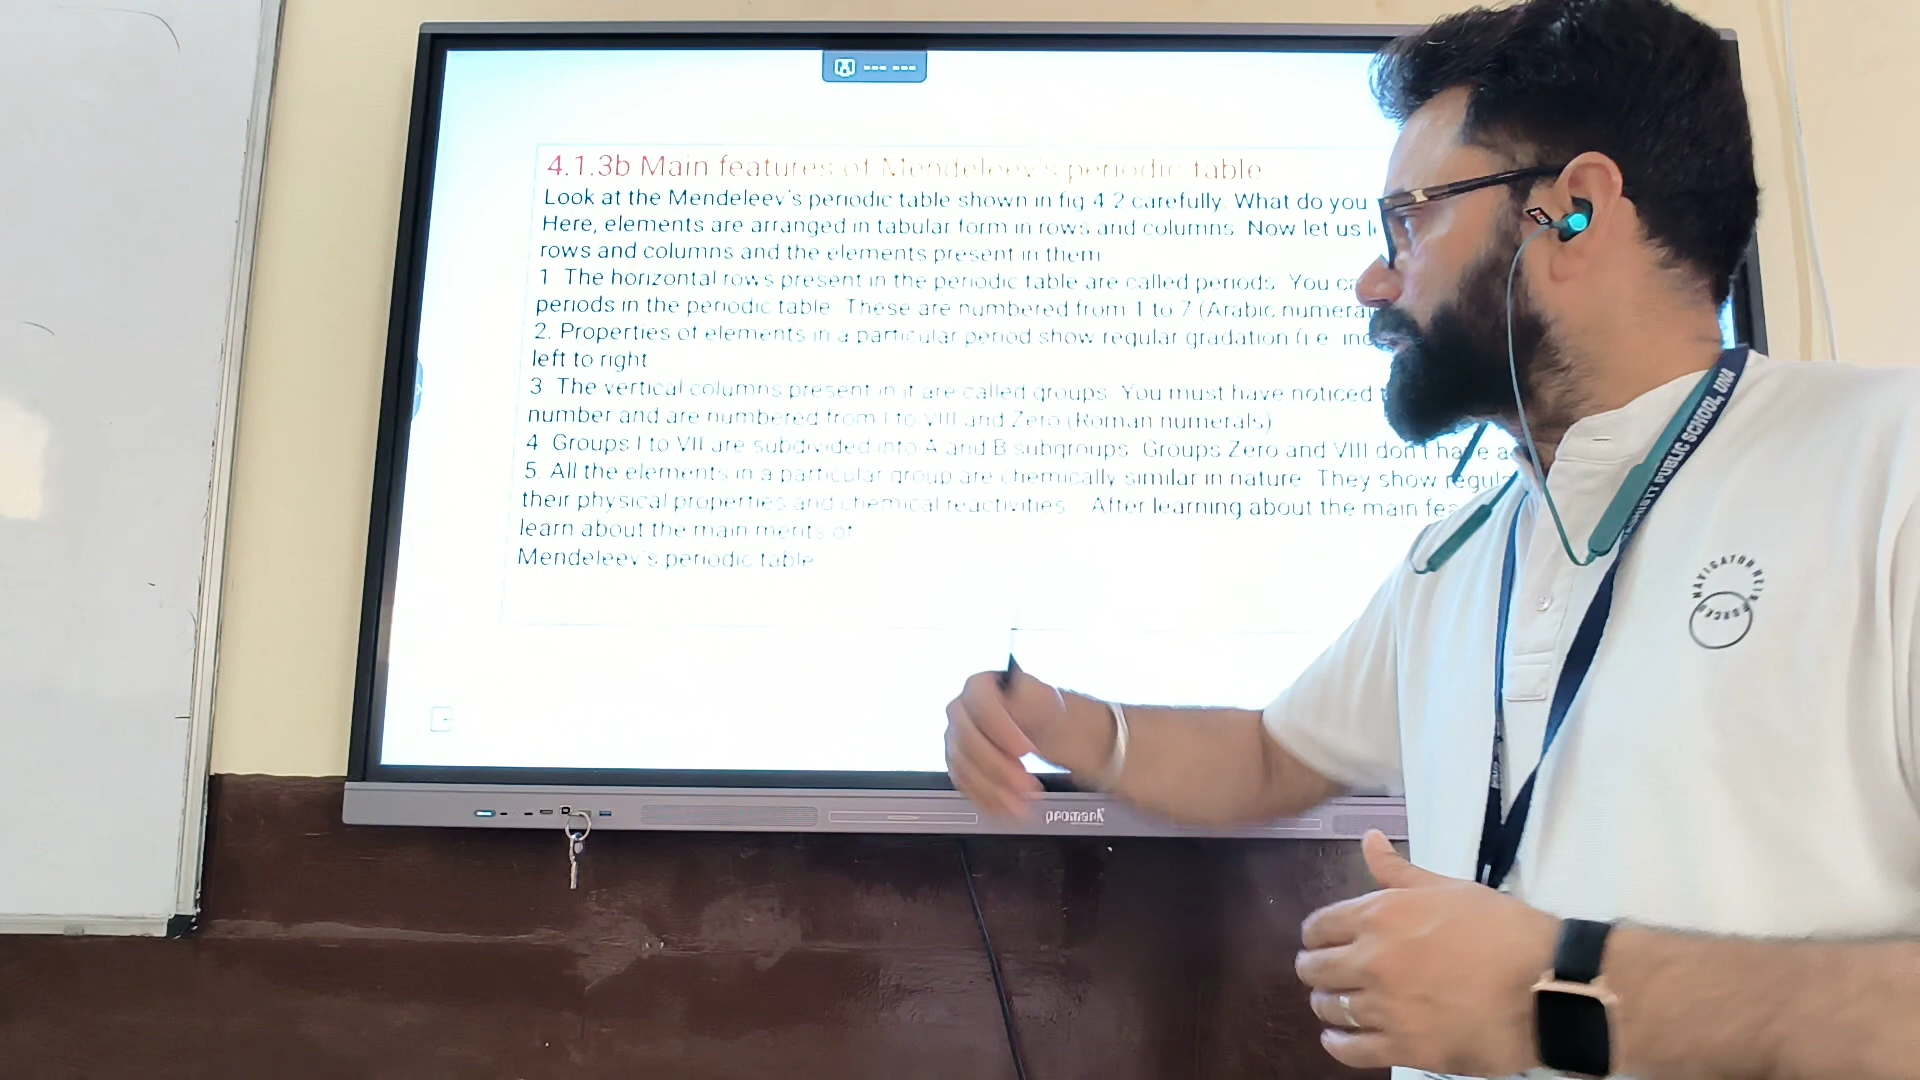 4.1.3b Main features of Mendeleev's periodic table
Look at the Mendeleev's periodic table shown in fig 4.2 carefully. What do you
Here, elements are arranged in tabular form in rows and columns. Now let us
rows and columns and the elements present in them
1. The horizontal rows present in the periodic table are called periods. You
periods in the periodic table. These are numbered from 1 to 7 (Arabic
2. Properties of elements in a particular period show regular gradation (i.e.
left to right
3. The vertical columns present in it are called groups. You must have noticed
number and are numbered from I to VIII and Zero (Roman numerals)
4. Groups I to VII are subdivided into A and B subgroups. Groups Zero and VIII don't have
5. All the elements in a particular group are chemically similar in nature. They show
their physical properties and chemical reactivities. After learning about the main
learn about the main merits of
Mendeleev's periodic table
promark
PUBLIC SCHOOL, UNA
NAVIGATOR